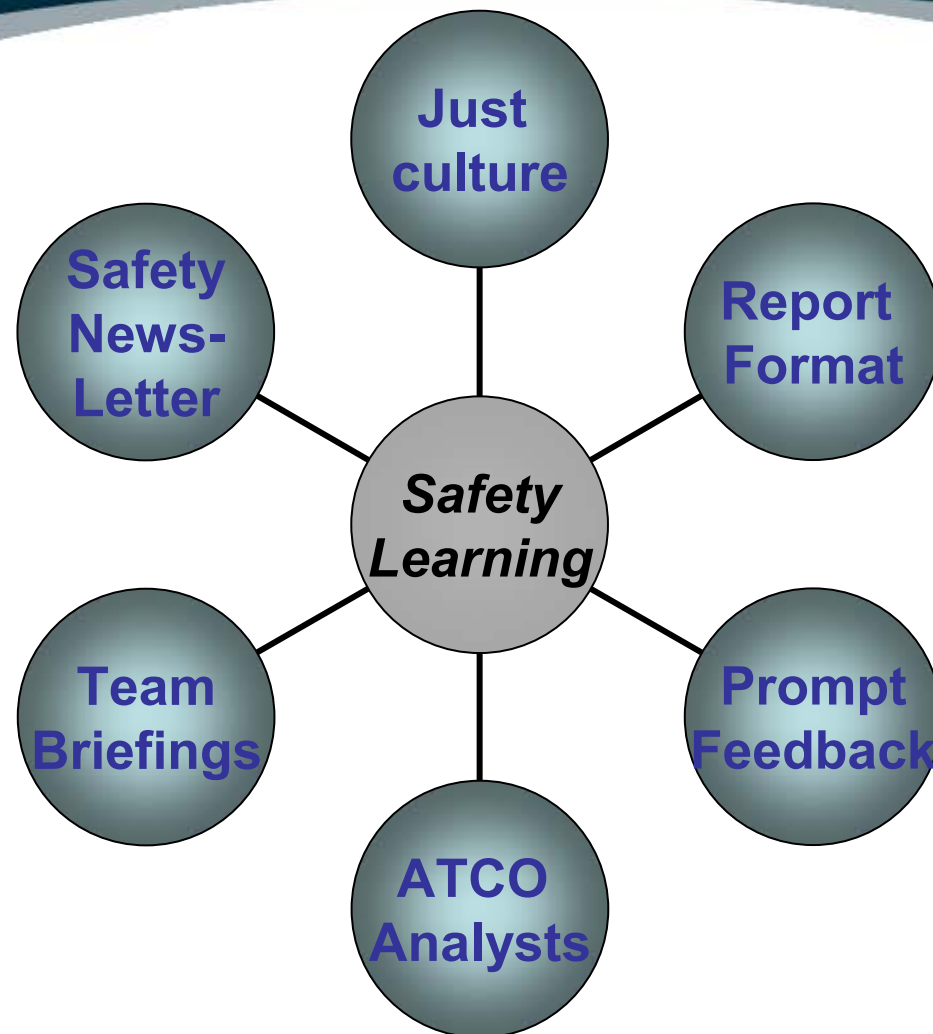 Just
culture
Safety
News-
Letter
Report
Format
Safety
Learning
Team
Briefings
Prompt
Feedback
ATCO
Analysts